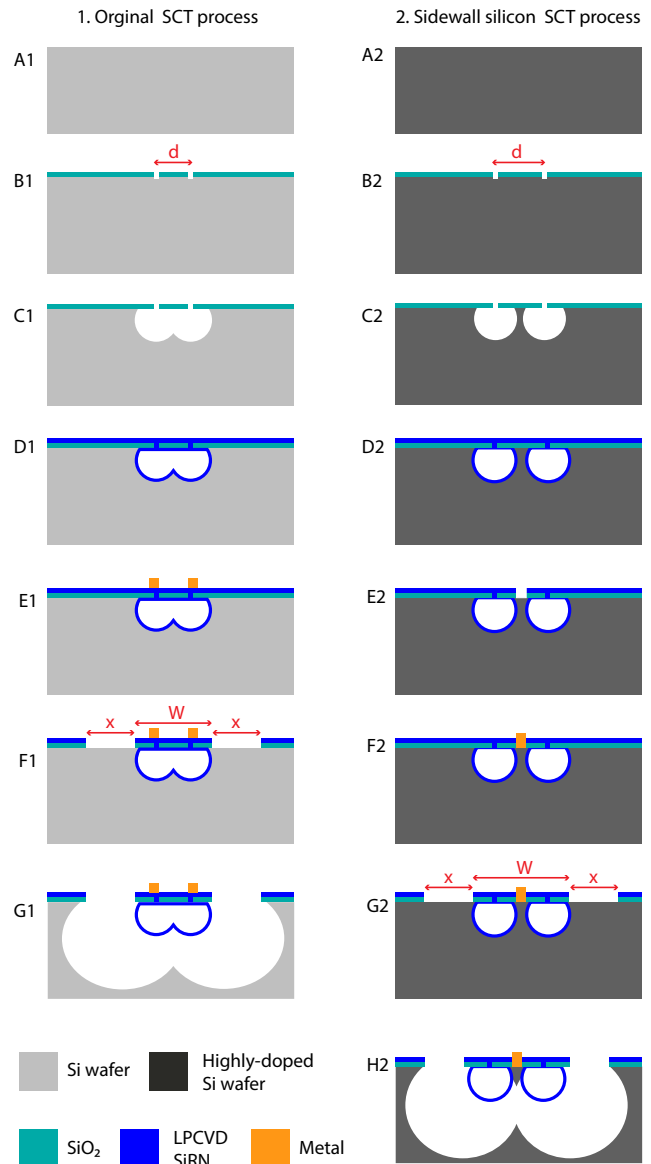 1. Orginal SCT process
2. Sidewall silicon SCT process
A1
A2
d
d
B1
B2
C1
C2
D1
D2
E1
E2
x
W
x
F1
F2
x
W
x
G1
G2
H2
Si wafer
Highly-doped
Si wafer
SiO₂
LPCVD
SiRN
Metal